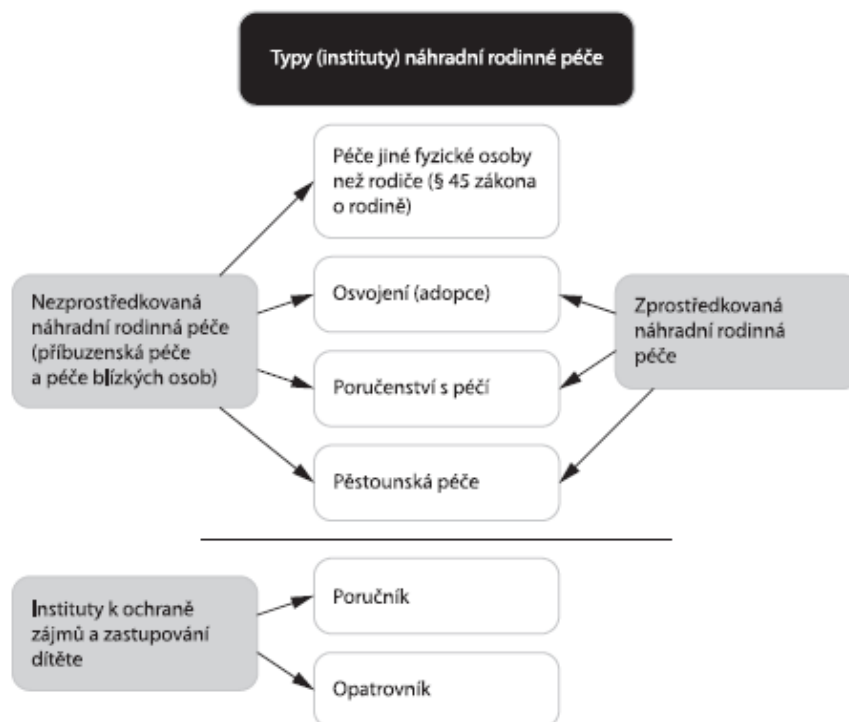 Typy (instituty) náhradní rodinné péče
Péče jiné fyzické osoby
než rodiče (§ 45 zákona
o rodině)
Nezprostředkovaná
náhradní rodinná péče
(příbuzenská péče
a péče blízkých osob)
Osvojení (adopce)
Zprostředkovaná
náhradní rodinná
péče
Poručenství s péčí
Pěstounská péče
Instituty k ochraně
zájmů a zastupování
dítěte
Poručník
Opatrovník